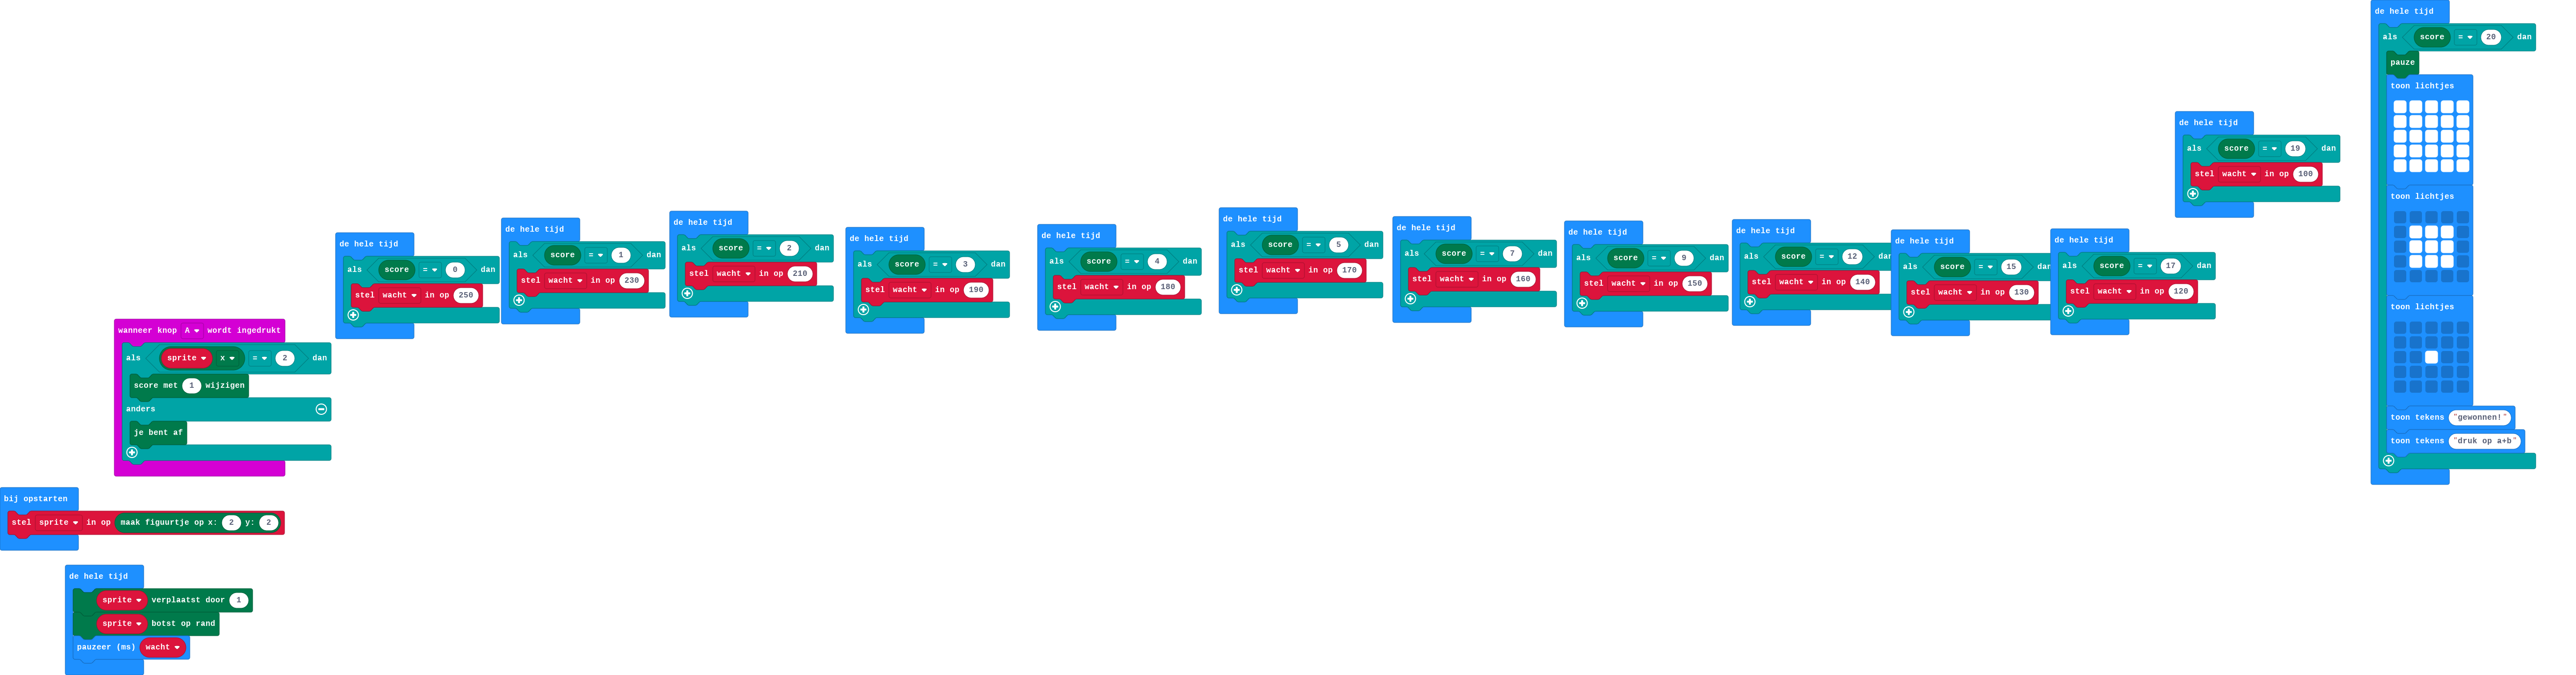 wanneer knop A wordt ingedrukt
als sprite x = 2 dan
score met 1 wijzigen
anders
je bent af
bij opstarten
stel sprite in op maak figuurtje op x: 2 y: 2
de hele tijd
sprite verplaatst door 1
sprite botst op rand
pauzeer (ms) wacht
de hele tijd
als score = 0 dan
stel wacht in op 250
de hele tijd
als score = 1 dan
stel wacht in op 230
de hele tijd
als score = 2 dan
stel wacht in op 210
de hele tijd
als score = 3 dan
stel wacht in op 190
de hele tijd
als score = 4 dan
stel wacht in op 180
de hele tijd
als score = 5 dan
stel wacht in op 170
de hele tijd
als score = 7 dan
stel wacht in op 160
de hele tijd
als score = 9 dan
stel wacht in op 150
de hele tijd
als score = 12 dan
stel wacht in op 140
de hele tijd
als score = 15 dan
stel wacht in op 130
de hele tijd
als score = 17 dan
stel wacht in op 120
de hele tijd
als score = 19 dan
stel wacht in op 100
de hele tijd
als score = 20 dan
pauze
toon lichtjes
toon lichtjes
toon lichtjes
toon tekens "gewonnen!"
toon tekens "druk op a+b"